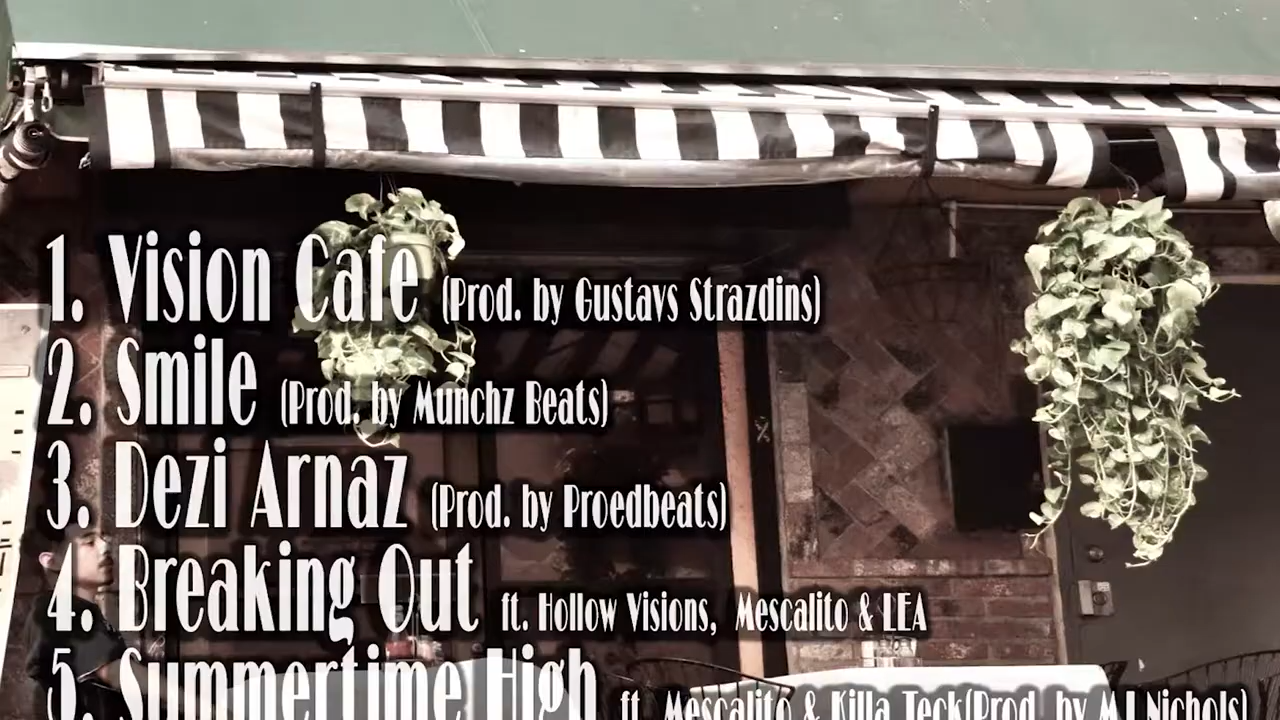 1. Vision Cafe (Prod. by Gustavs Strazdins)
2. Smile (Prod. by Munchz Beats)
3. Dezi Arnaz (Prod. by Proedbeats)
4. Breaking Out ft. Hollow Visions, Mescalito & LEA
5. Summertime High ft. Mescalito & Killa Teck(Prod. by MJ Nichols)